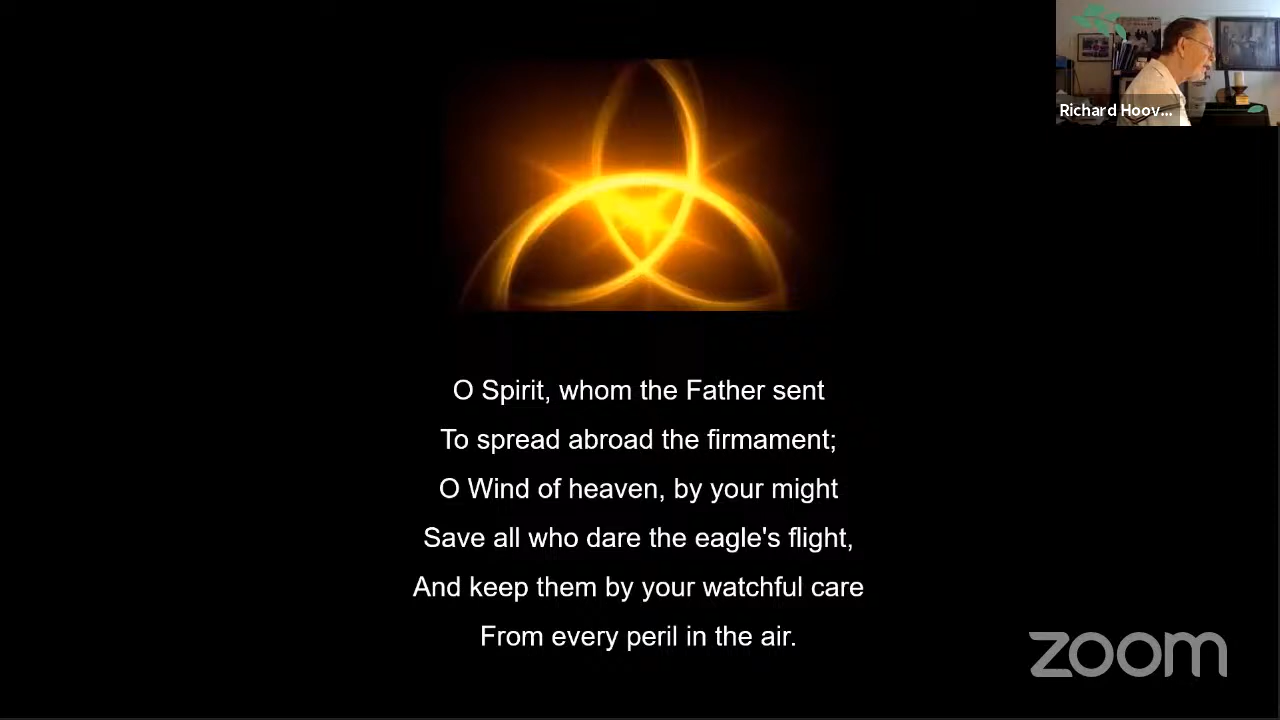 Richard Hoov...
O Spirit, whom the Father sent
To spread abroad the firmament;
O Wind of heaven, by your might
Save all who dare the eagle's flight,
And keep them by your watchful care
From every peril in the air.
zoom